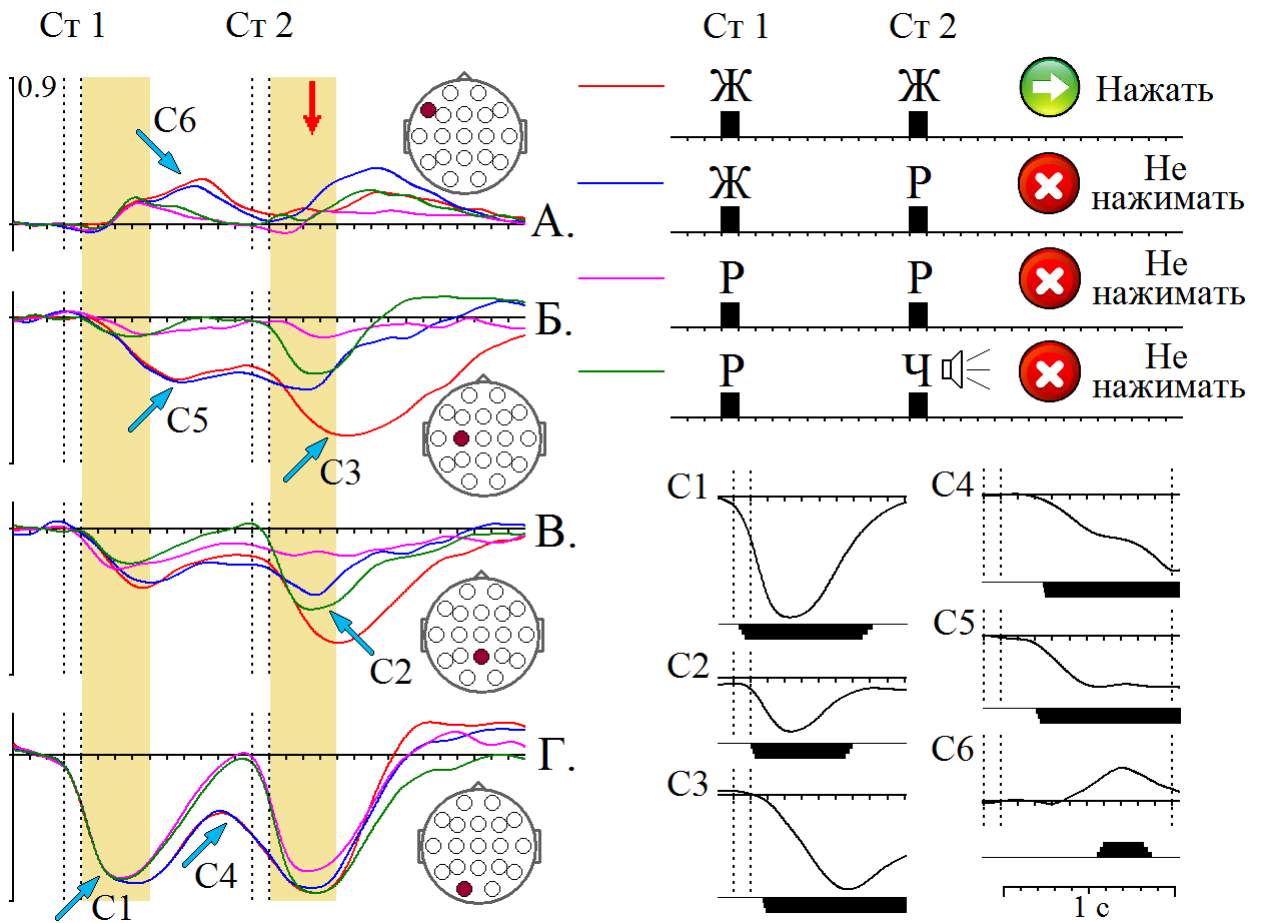 Ст 1
Ст 2
0.9
С6
А.
Б.
С5
С3
В.
С2
Г.
С4
С1
Ст 1
Ст 2
Ж
Ж
Нажать
Ж
Р
Не
нажимать
Р
Р
Не
нажимать
Р
Ч
Не
нажимать
С1
С4
С2
С5
С3
С6
1 с